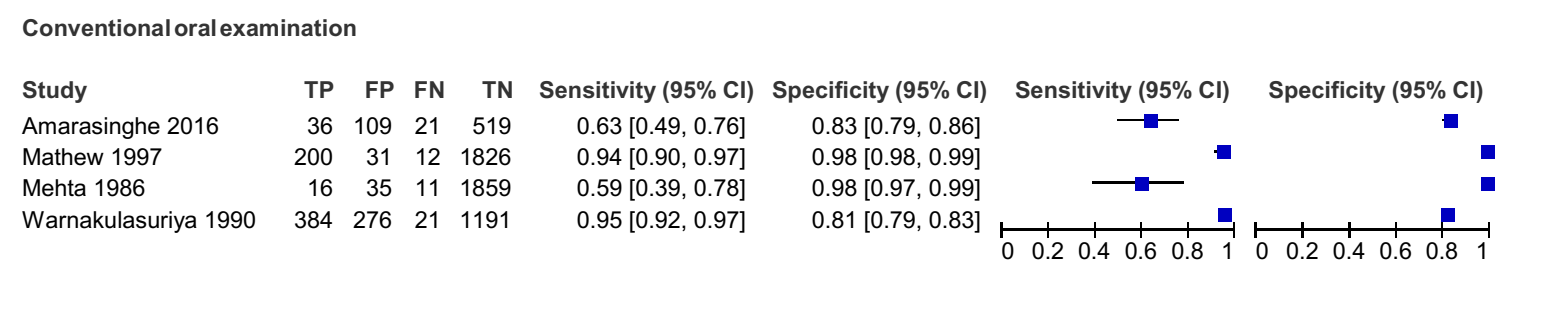 Conventional oral examination
Study TP FP FN TN Sensitivity (95% CI) Specificity (95% CI) Sensitivity (95% CI) Specificity (95% CI)
Amarasinghe 2016 36 109 21 519 0.63 [0.49, 0.76] 0.83 [0.79, 0.86]
Mathew 1997 200 31 12 1826 0.94 [0.90, 0.97] 0.98 [0.98, 0.99]
Mehta 1986 16 35 11 1859 0.59 [0.39, 0.78] 0.98 [0.97, 0.99]
Warnakulasuriya 1990 384 276 21 1191 0.95 [0.92, 0.97] 0.81 [0.79, 0.83]
0 0.2 0.4 0.6 0.8 1 0 0.2 0.4 0.6 0.8 1